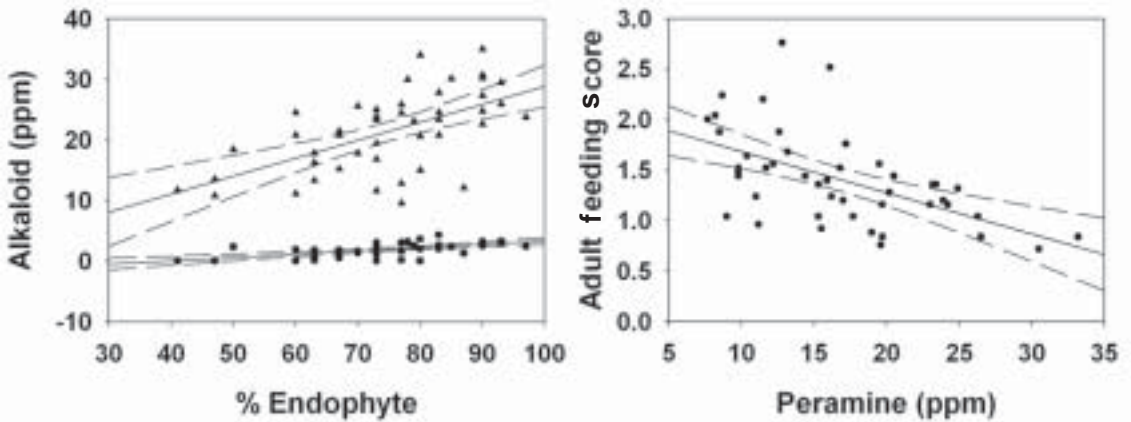 40
30
20
10
0
-10
Alkaloid (ppm)
30 40 50 60 70 80 90 100
% Endophyte
3.0
2.5
2.0
1.5
1.0
0.5
0.0
Adult feeding score
5 10 15 20 25 30 35
Peramine (ppm)